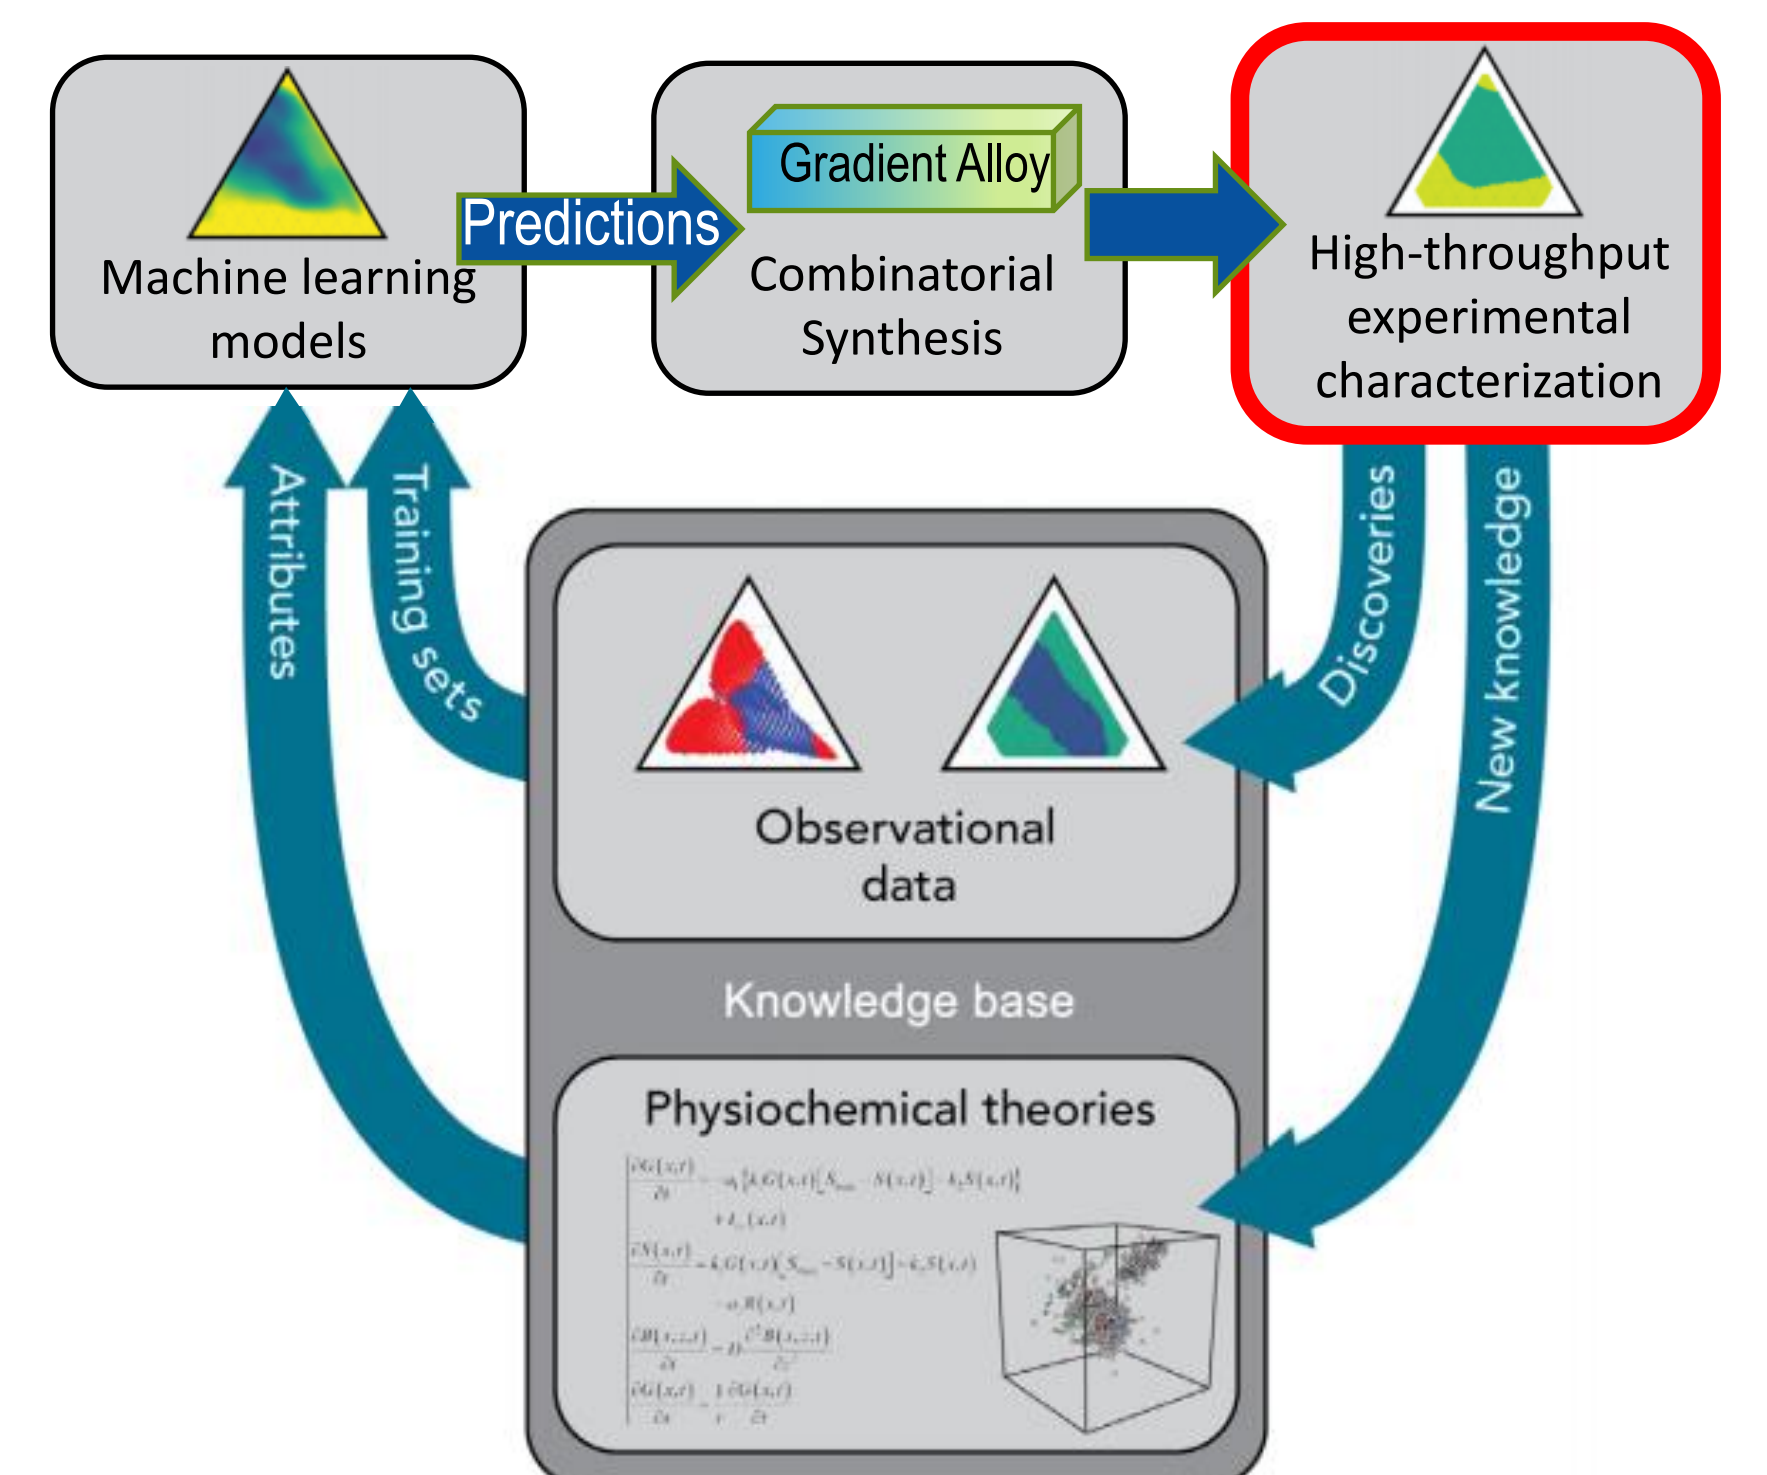 Machine learning
models
Predictions
Gradient Alloy
Combinatorial
Synthesis
High-throughput
experimental
characterization
Attributes
Training sets
Discoveries
New knowledge
Observational
data
Knowledge base
Physiochemical theories